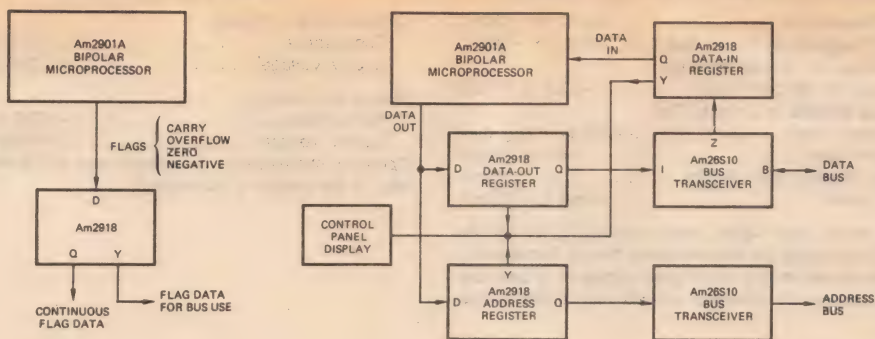 Am2901A
BIPOLAR
MICROPROCESSOR
FLAGS
CARRY
OVERFLOW
ZERO
NEGATIVE
D
Am2918
Q Y
CONTINUOUS
FLAG DATA
FLAG DATA
FOR BUS USE
Am2901A
BIPOLAR
MICROPROCESSOR
DATA
IN
Q
Y
Am2918
DATA-IN
REGISTER
DATA
OUT
D
Am2918
DATA-OUT
REGISTER
Q
Z
I
Am26S10
BUS
TRANSCEIVER
B
DATA
BUS
CONTROL
PANEL
DISPLAY
Y
D
Am2918
ADDRESS
REGISTER
Q
Am26S10
BUS
TRANSCEIVER
ADDRESS
BUS